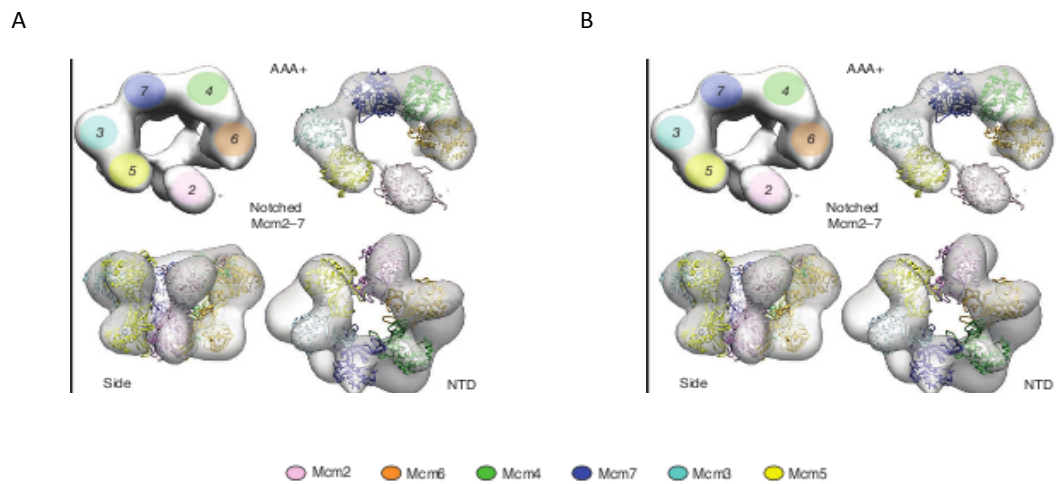 A
B
AAA+
7
4
3
6
5
2
Notched
Mcm2–7
Side
NTD
AAA+
7
4
3
6
5
2
Notched
Mcm2–7
Side
NTD
Mcm2 Mcm6 Mcm4 Mcm7 Mcm3 Mcm5